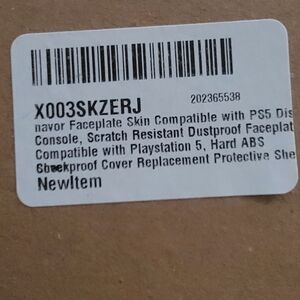 X003SKZERJ
202365538
navor Faceplate Skin Compatible with PS5 Dis
Console, Scratch Resistant Dustproof Faceplat
Compatible with Playstation 5, Hard ABS
Shockproof Cover Replacement Protective She
NewItem